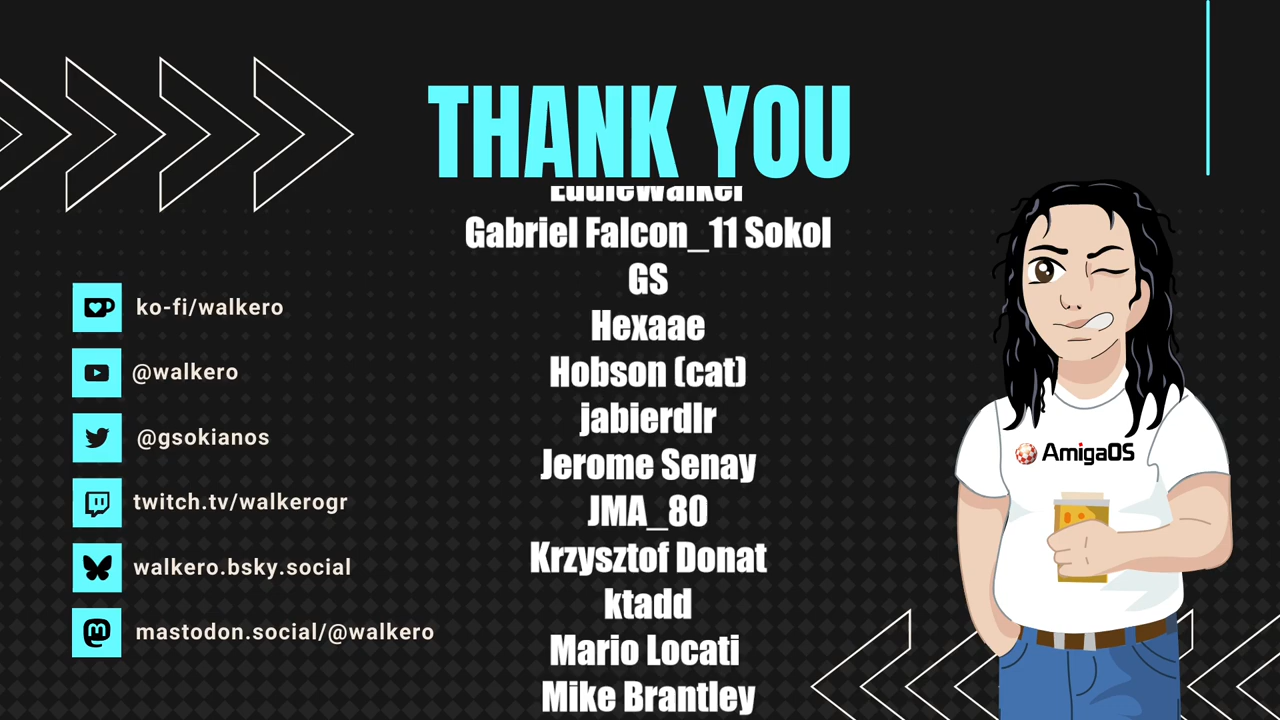 THANK YOU
EddieWalker
Gabriel Falcon_11 Sokol
GS
Hexaae
Hobson (cat)
jabierdlr
Jerome Senay
JMA_80
Krzysztof Donat
ktadd
Mario Locati
Mike Brantley
ko-fi/walkero
@walkero
@gsokianos
twitch.tv/walkerogr
walkero.bsky.social
mastodon.social/@walkero
AmigaOS